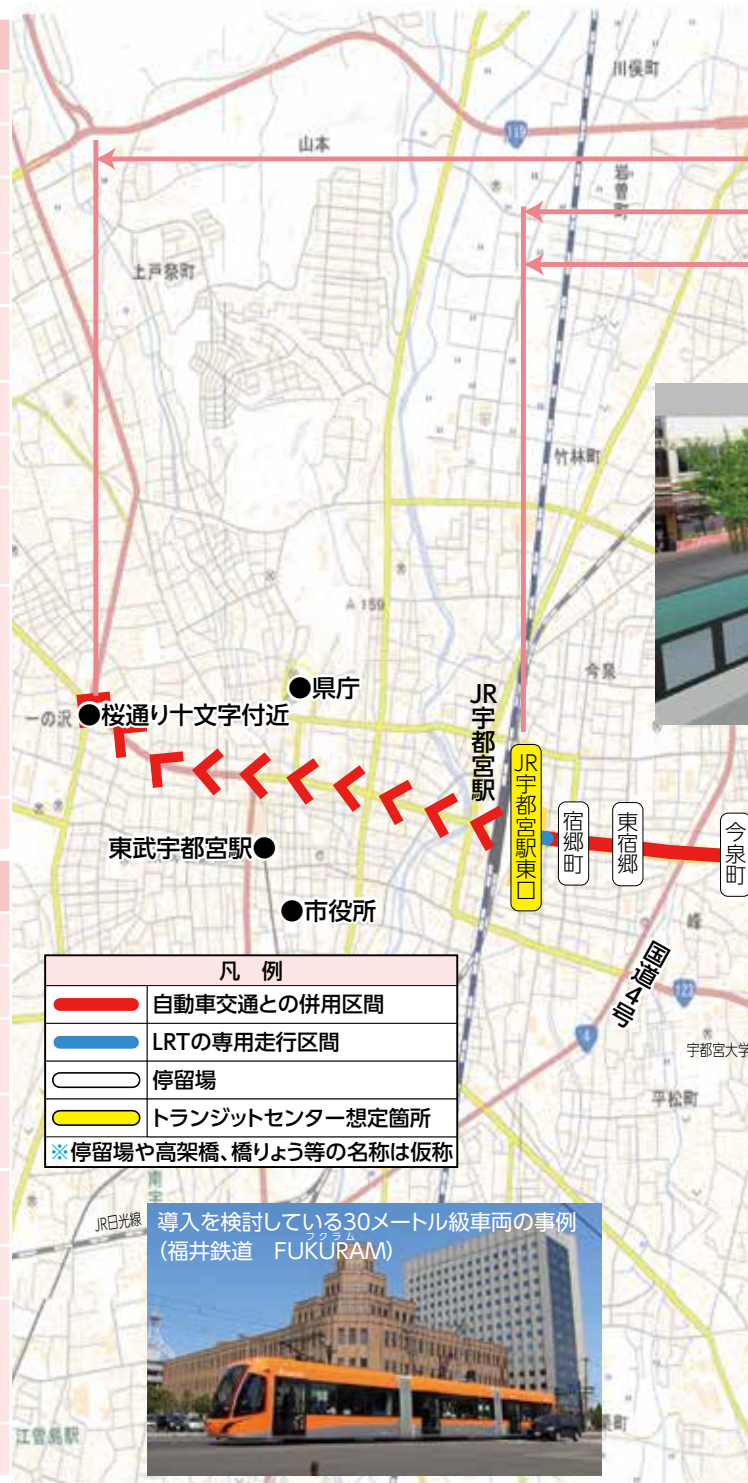 川俣町
119
山本
岩曽町
上戸祭町
竹林町
159
今泉
●県庁
一の沢
●桜通り十文字付近
JR宇都宮駅
JR宇都宮駅東口
宿郷町
東宿郷
今泉町
東武宇都宮駅●
●市役所
峰
国道4号
123
4
宇都宮大学
平松町
凡 例
自動車交通との併用区間
LRTの専用走行区間
停留場
トランジットセンター想定箇所
※停留場や高架橋、橋りょう等の名称は仮称
JR日光線
導入を検討している30メートル級車両の事例
フクラム
(福井鉄道 FUKURAM)
江曽島駅